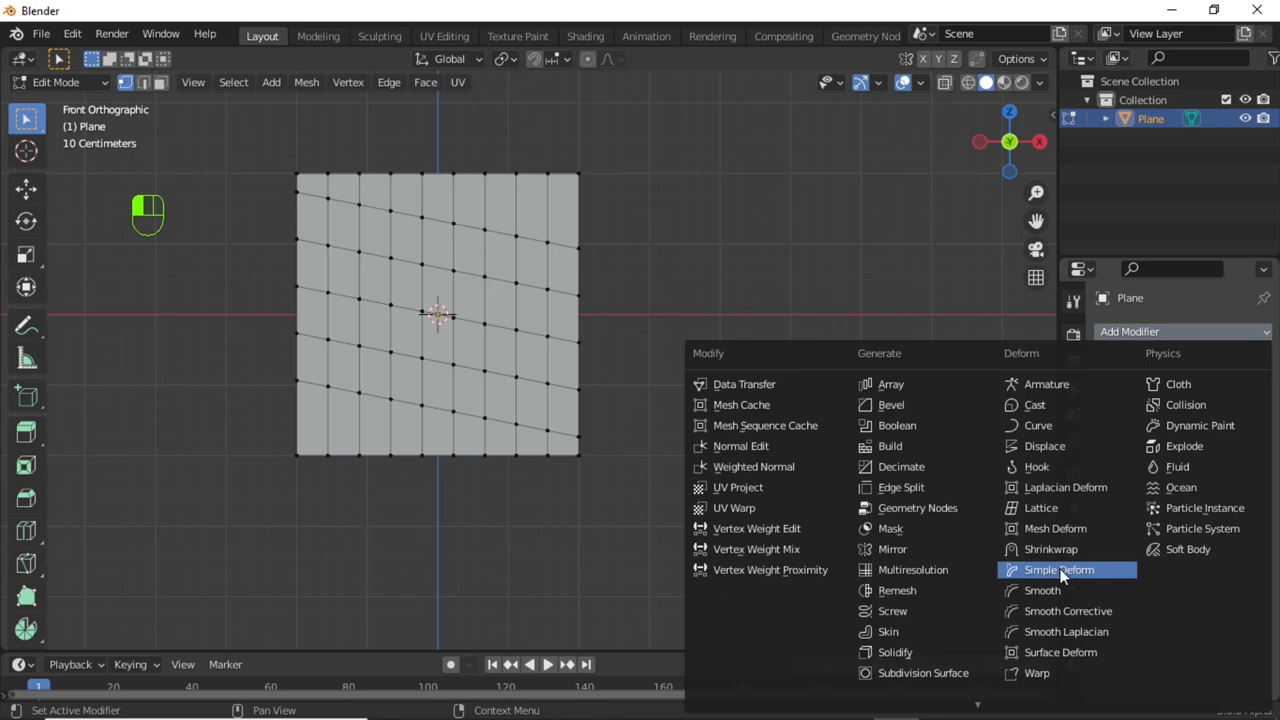 Blender
File Edit Render Window Help
Layout Modeling Sculpting UV Editing Texture Paint Shading Animation Rendering Compositing Geometry Nod
Scene View Layer
Global X Y Z Options
Edit Mode View Select Add Mesh Vertex Edge Face UV
Front Orthographic
(1) Plane
10 Centimeters
Z
Y
X
Scene Collection
Collection
Plane
Plane
Add Modifier
Modify Generate Deform Physics
Data Transfer Array Armature Cloth
Mesh Cache Bevel Cast Collision
Mesh Sequence Cache Boolean Curve Dynamic Paint
Normal Edit Build Displace Explode
Weighted Normal Decimate Hook Fluid
UV Project Edge Split Laplacian Deform Ocean
UV Warp Geometry Nodes Lattice Particle Instance
Vertex Weight Edit Mask Mesh Deform Particle System
Vertex Weight Mix Mirror Shrinkwrap Soft Body
Vertex Weight Proximity Multiresolution Simple Deform
Remesh Smooth
Screw Smooth Corrective
Skin Smooth Laplacian
Solidify Surface Deform
Subdivision Surface Warp
Playback Keying View Marker
1 20 40 60 80 100 120 140 160
Set Active Modifier Pan View Context Menu